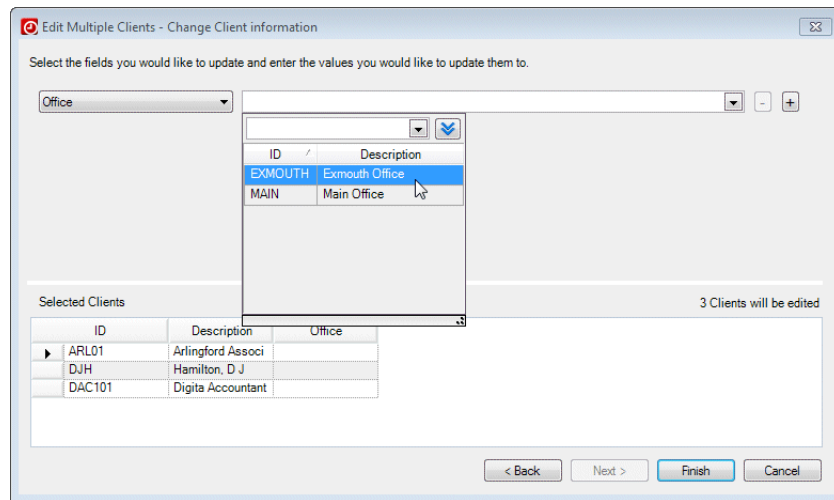 Edit Multiple Clients - Change Client information
Select the fields you would like to update and enter the values you would like to update them to.
Office - +
ID Description
EXMOUTH Exmouth Office
MAIN Main Office
Selected Clients 3 Clients will be edited
ID Description Office
ARL01 Arlingford Associ
DJH Hamilton, D J
DAC101 Digita Accountant
< Back Next > Finish Cancel